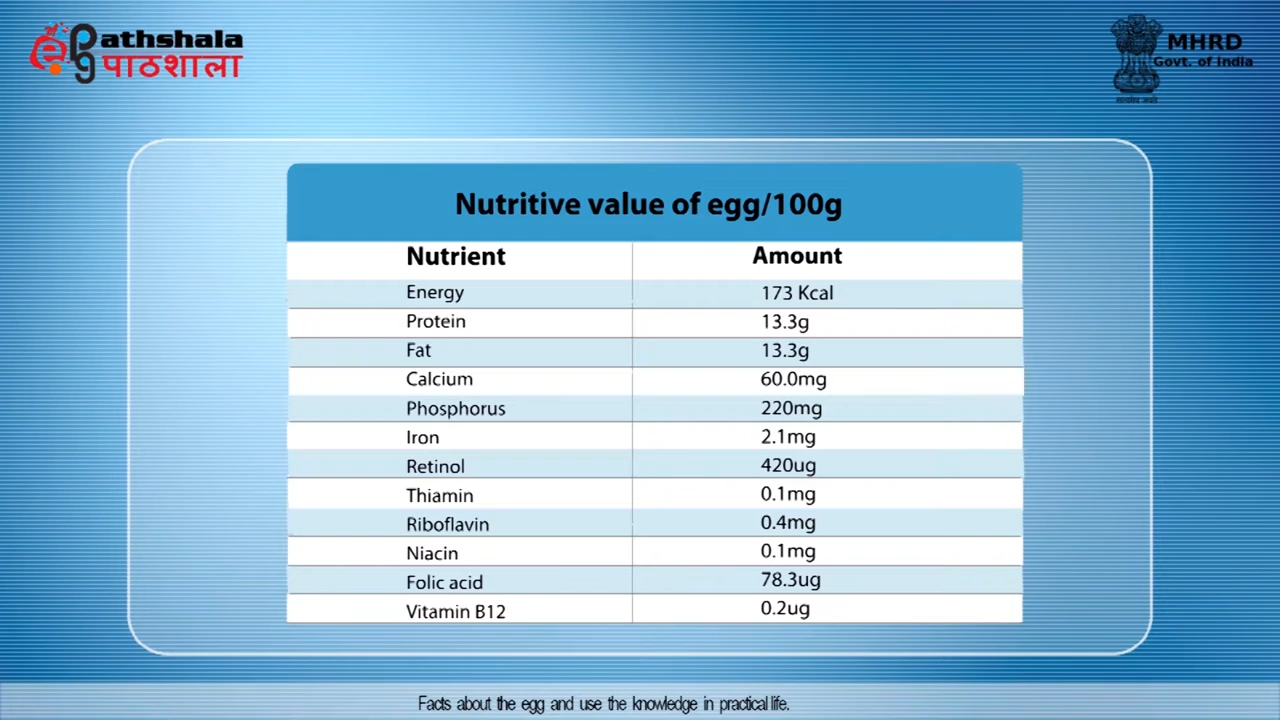 ePathshala
पाठशाला
MHRD
Govt. of India
Nutritive value of egg/100g
Nutrient Amount
Energy 173 Kcal
Protein 13.3g
Fat 13.3g
Calcium 60.0mg
Phosphorus 220mg
Iron 2.1mg
Retinol 420ug
Thiamin 0.1mg
Riboflavin 0.4mg
Niacin 0.1mg
Folic acid 78.3ug
Vitamin B12 0.2ug
Facts about the egg and use the knowledge in practical life.